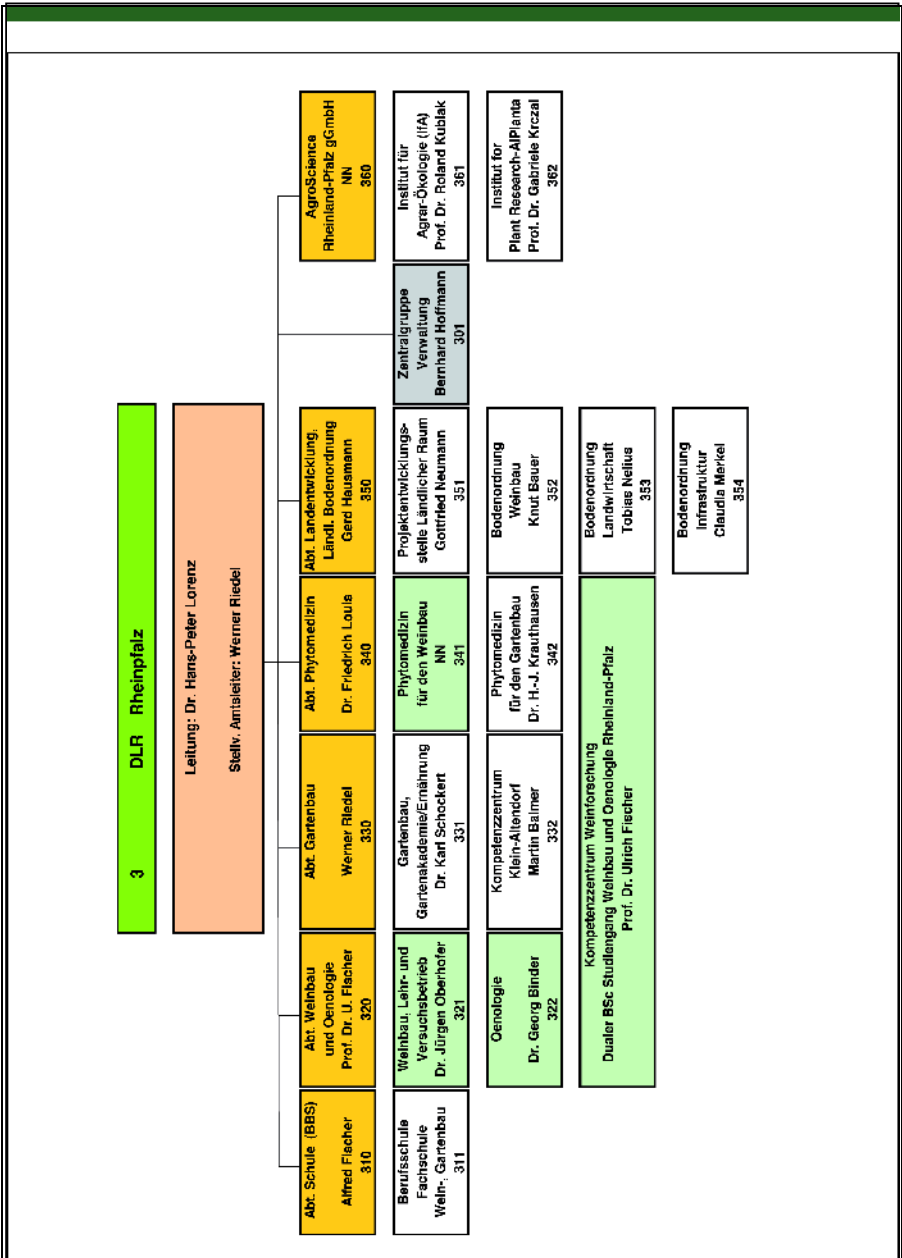 3 DLR Rheinpfalz
Leitung: Dr. Hans-Peter Lorenz
Stellv. Amtsleiter: Werner Riedel
Abt. Schule (BBS)
Alfred Fischer
310
Abt. Weinbau
und Oenologie
Prof. Dr. U. Fischer
320
Abt. Gartenbau
Werner Riedel
330
Abt. Phytomedizin
Dr. Friedrich Louis
340
Abt. Landentwicklung,
Ländl. Bodenordnung
Gerd Hausmann
350
AgroScience
Rheinland-Pfalz gGmbH
NN
360
Berufsschule
Fachschule
Wein-, Gartenbau
311
Weinbau, Lehr- und
Versuchsbetrieb
Dr. Jürgen Oberhofer
321
Gartenbau,
Gartenakademie/Ernährung
Dr. Karl Schockert
331
Phytomedizin
für den Weinbau
NN
341
Projektentwicklungs-
stelle Ländlicher Raum
Gottfried Neumann
351
Zentralgruppe
Verwaltung
Bernhard Hoffmann
301
Institut für
Agrar-Ökologie (IfA)
Prof. Dr. Roland Kublak
361
Oenologie
Dr. Georg Binder
322
Kompetenzzentrum
Klein-Altendorf
Martin Balmer
332
Phytomedizin
für den Gartenbau
Dr. H.-J. Krauthausen
342
Bodenordnung
Weinbau
Knut Bauer
352
Institut for
Plant Research-AlPlanta
Prof. Dr. Gabriele Krczal
362
Kompetenzzentrum Weinforschung
Dualer BSc Studiengang Weinbau und Oenologie Rheinland-Pfalz
Prof. Dr. Ulrich Fischer
Bodenordnung
Landwirtschaft
Tobias Nelius
353
Bodenordnung
Infrastruktur
Claudia Merkel
354